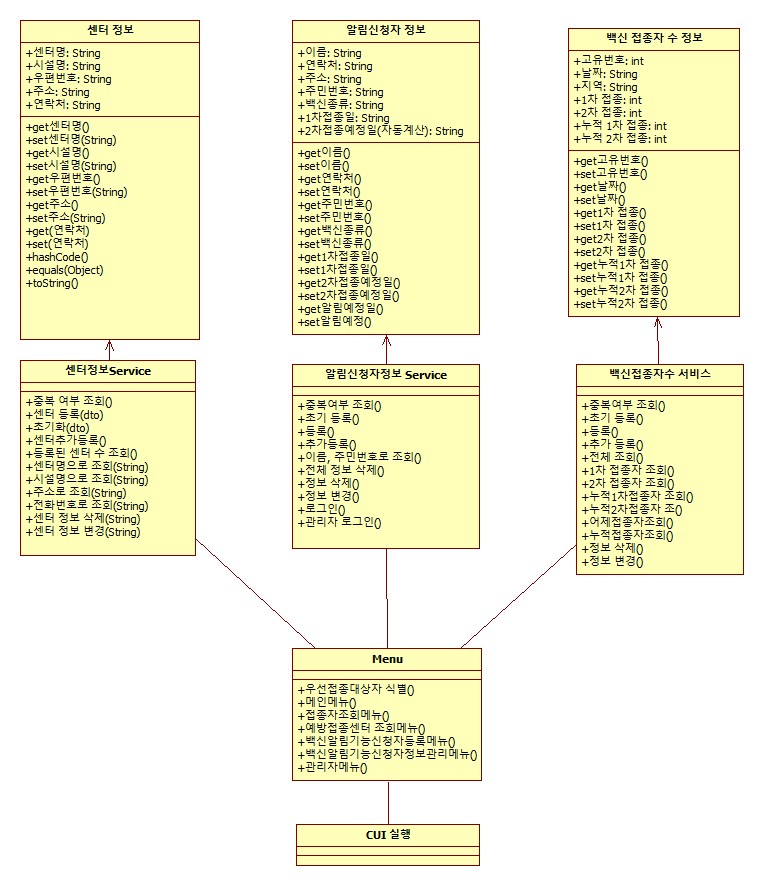 센터 정보
+센터명: String
+시설명: String
+우편번호: String
+주소: String
+연락처: String
+get센터명()
+set센터명(String)
+get시설명()
+set시설명(String)
+get우편번호()
+set우편번호(String)
+get주소()
+set주소(String)
+get(연락처)
+set(연락처)
+hashCode()
+equals(Object)
+toString()
알림신청자 정보
+이름: String
+연락처: String
+주소: String
+주민번호: String
+백신종류: String
+1차접종일: String
+2차접종예정일(자동계산): String
+get이름()
+set이름()
+get연락처()
+set연락처()
+get주민번호()
+set주민번호()
+get백신종류()
+set백신종류()
+get1차접종일()
+set1차접종일()
+get2차접종예정일()
+set2차접종예정일()
+get알림예정일()
+set알림예정()
백신 접종자 수 정보
+고유번호: int
+날짜: String
+지역: String
+1차 접종: int
+2차 접종: int
+누적 1차 접종: int
+누적 2차 접종: int
+get고유번호()
+set고유번호()
+get날짜()
+set날짜()
+get1차 접종()
+set1차 접종()
+get2차 접종()
+set2차 접종()
+get누적1차 접종()
+set누적1차 접종()
+get누적2차 접종()
+set누적2차 접종()
센터정보Service
+중복 여부 조회()
+센터 등록(dto)
+초기화(dto)
+센터추가등록()
+등록된 센터 수 조회()
+센터명으로 조회(String)
+시설명으로 조회(String)
+주소로 조회(String)
+전화번호로 조회(String)
+센터 정보 삭제(String)
+센터 정보 변경(String)
알림신청자정보 Service
+중복여부 조회()
+초기 등록()
+등록()
+추가등록()
+이름, 주민번호로 조회()
+전체 정보 삭제()
+정보 삭제()
+정보 변경()
+로그인()
+관리자 로그인()
백신접종자수 서비스
+중복여부 조회()
+초기 등록()
+등록()
+추가 등록()
+전체 조회()
+1차 접종자 조회()
+2차 접종자 조회()
+누적1차접종자 조회()
+누적2차접종자 조()
+어제접종자조회()
+누적접종자조회()
+정보 삭제()
+정보 변경()
Menu
+우선접종대상자 식별()
+메인메뉴()
+접종자조회메뉴()
+예방접종센터 조회메뉴()
+백신알림기능신청자등록메뉴()
+백신알림기능신청자정보관리메뉴()
+관리자메뉴()
CUI 실행